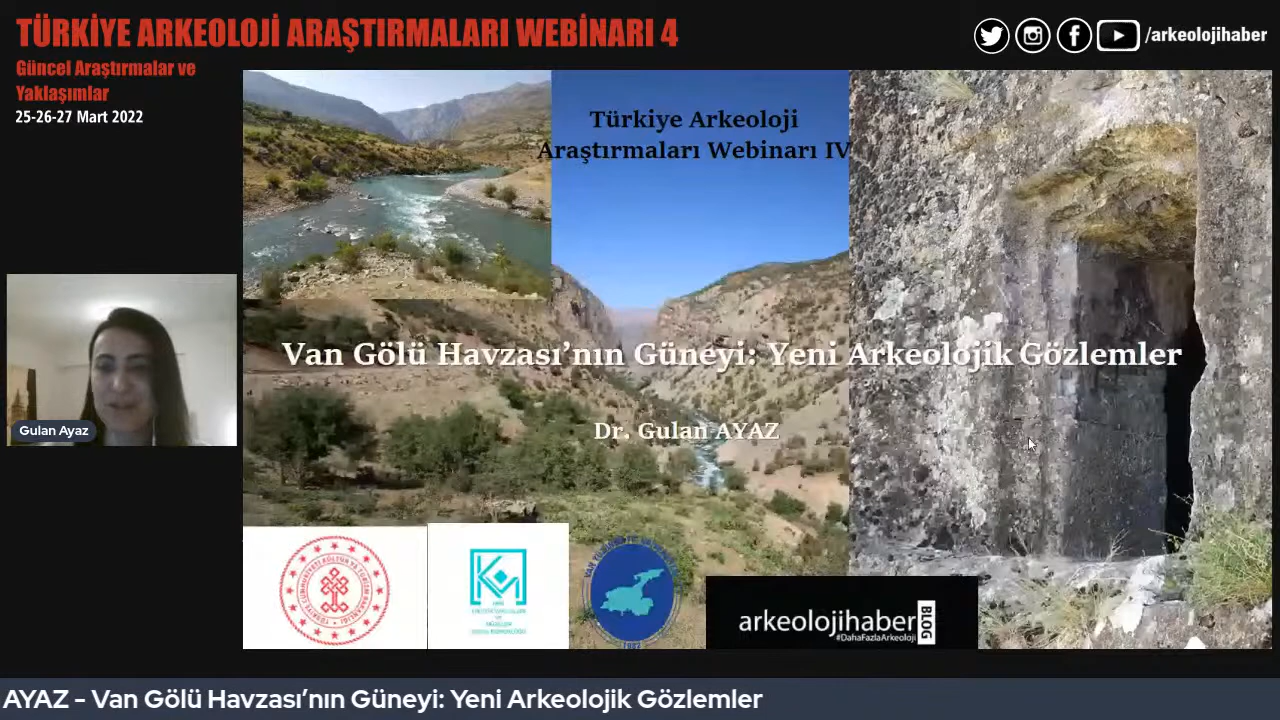 TÜRKİYE ARKEOLOJİ ARAŞTIRMALARI WEBİNARI 4
Güncel Araştırmalar ve
Yaklaşımlar
25-26-27 Mart 2022
/arkeolojihaber
Türkiye Arkeoloji
Araştırmaları Webinarı IV
Van Gölü Havzası’nın Güneyi: Yeni Arkeolojik Gözlemler
Dr. Gulan AYAZ
Gulan Ayaz
1982
arkeolojihaber BLOG
#DahaFazlaArkeoloji
AYAZ - Van Gölü Havzası’nın Güneyi: Yeni Arkeolojik Gözlemler